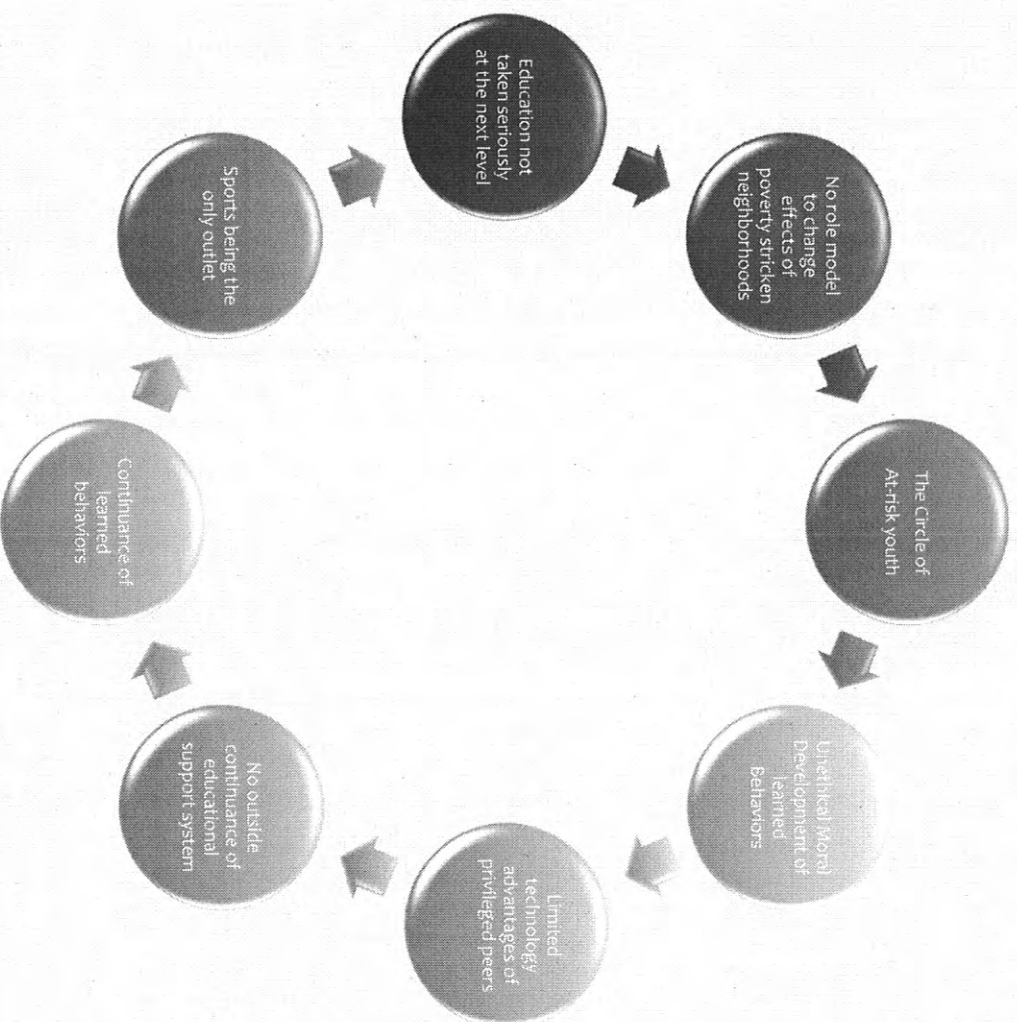 The Circle of
At-risk youth
Unethical Moral
Development of
learned
Behaviors
Limited
technology
advantages of
privileged peers
No outside
continuance of
educational
support system
Continuance of
learned
behaviors
Sports being the
only outlet
Education not
taken seriously
at the next level
No role model
to change
effects of
poverty stricken
neighborhoods